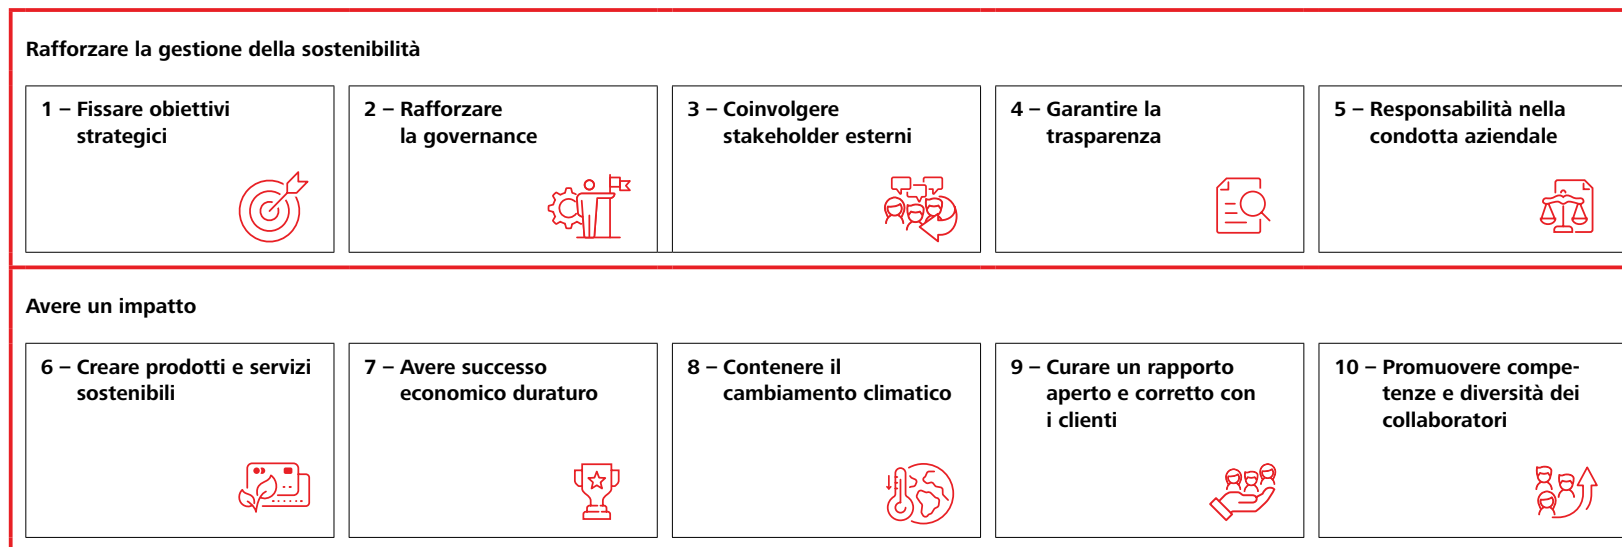 Rafforzare la gestione della sostenibilità
1 – Fissare obiettivi
strategici
2 – Rafforzare
la governance
3 – Coinvolgere
stakeholder esterni
4 – Garantire la
trasparenza
5 – Responsabilità nella
condotta aziendale
Avere un impatto
6 – Creare prodotti e servizi
sostenibili
7 – Avere successo
economico duraturo
8 – Contenere il
cambiamento climatico
9 – Curare un rapporto
aperto e corretto con
i clienti
10 – Promuovere compe-
tenze e diversità dei
collaboratori